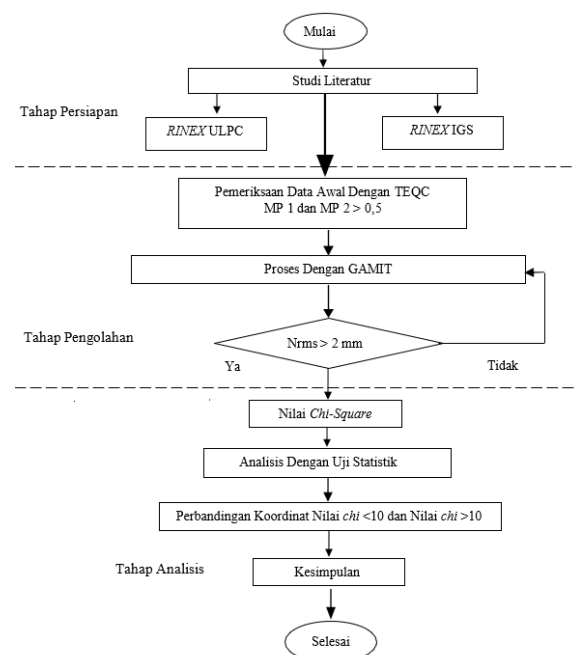 Mulai
Studi Literatur
Tahap Persiapan
RINEX ULPC
RINEX IGS
Pemeriksaan Data Awal Dengan TEQC
MP 1 dan MP 2 > 0,5
Proses Dengan GAMIT
Tahap Pengolahan
Nrms > 2 mm
Ya
Tidak
Nilai Chi-Square
Analisis Dengan Uji Statistik
Perbandingan Koordinat Nilai chi <10 dan Nilai chi >10
Tahap Analisis
Kesimpulan
Selesai